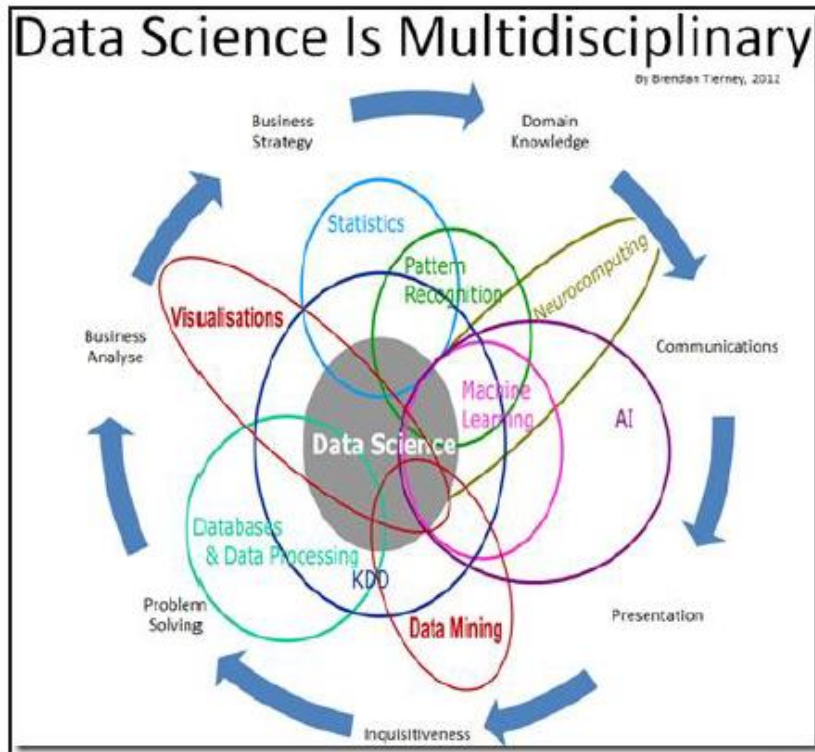 Data Science Is Multidisciplinary
By Brendan Tierney, 2012
Business
Strategy
Domain
Knowledge
Statistics
Pattern
Recognition
Neurocomputing
Visualisations
Business
Analyse
Communications
Machine
Learning
AI
Data Science
Databases
& Data Processing
KDD
Problem
Solving
Data Mining
Presentation
Inquisitiveness